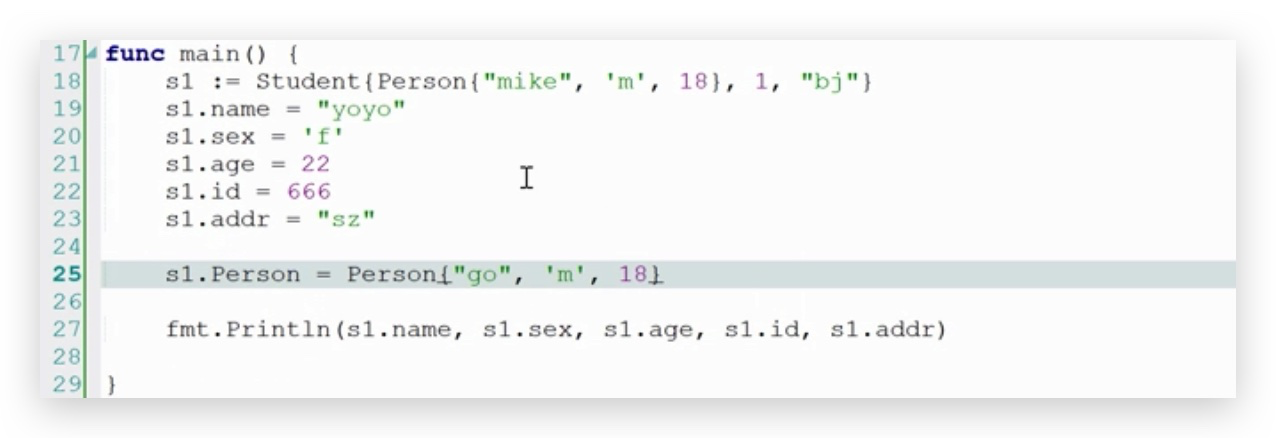 17 func main() {
18     s1 := Student{Person{"mike", 'm', 18}, 1, "bj"}
19     s1.name = "yoyo"
20     s1.sex = 'f'
21     s1.age = 22
22     s1.id = 666
23     s1.addr = "sz"
24
25     s1.Person = Person{"go", 'm', 18}
26
27     fmt.Println(s1.name, s1.sex, s1.age, s1.id, s1.addr)
28
29 }